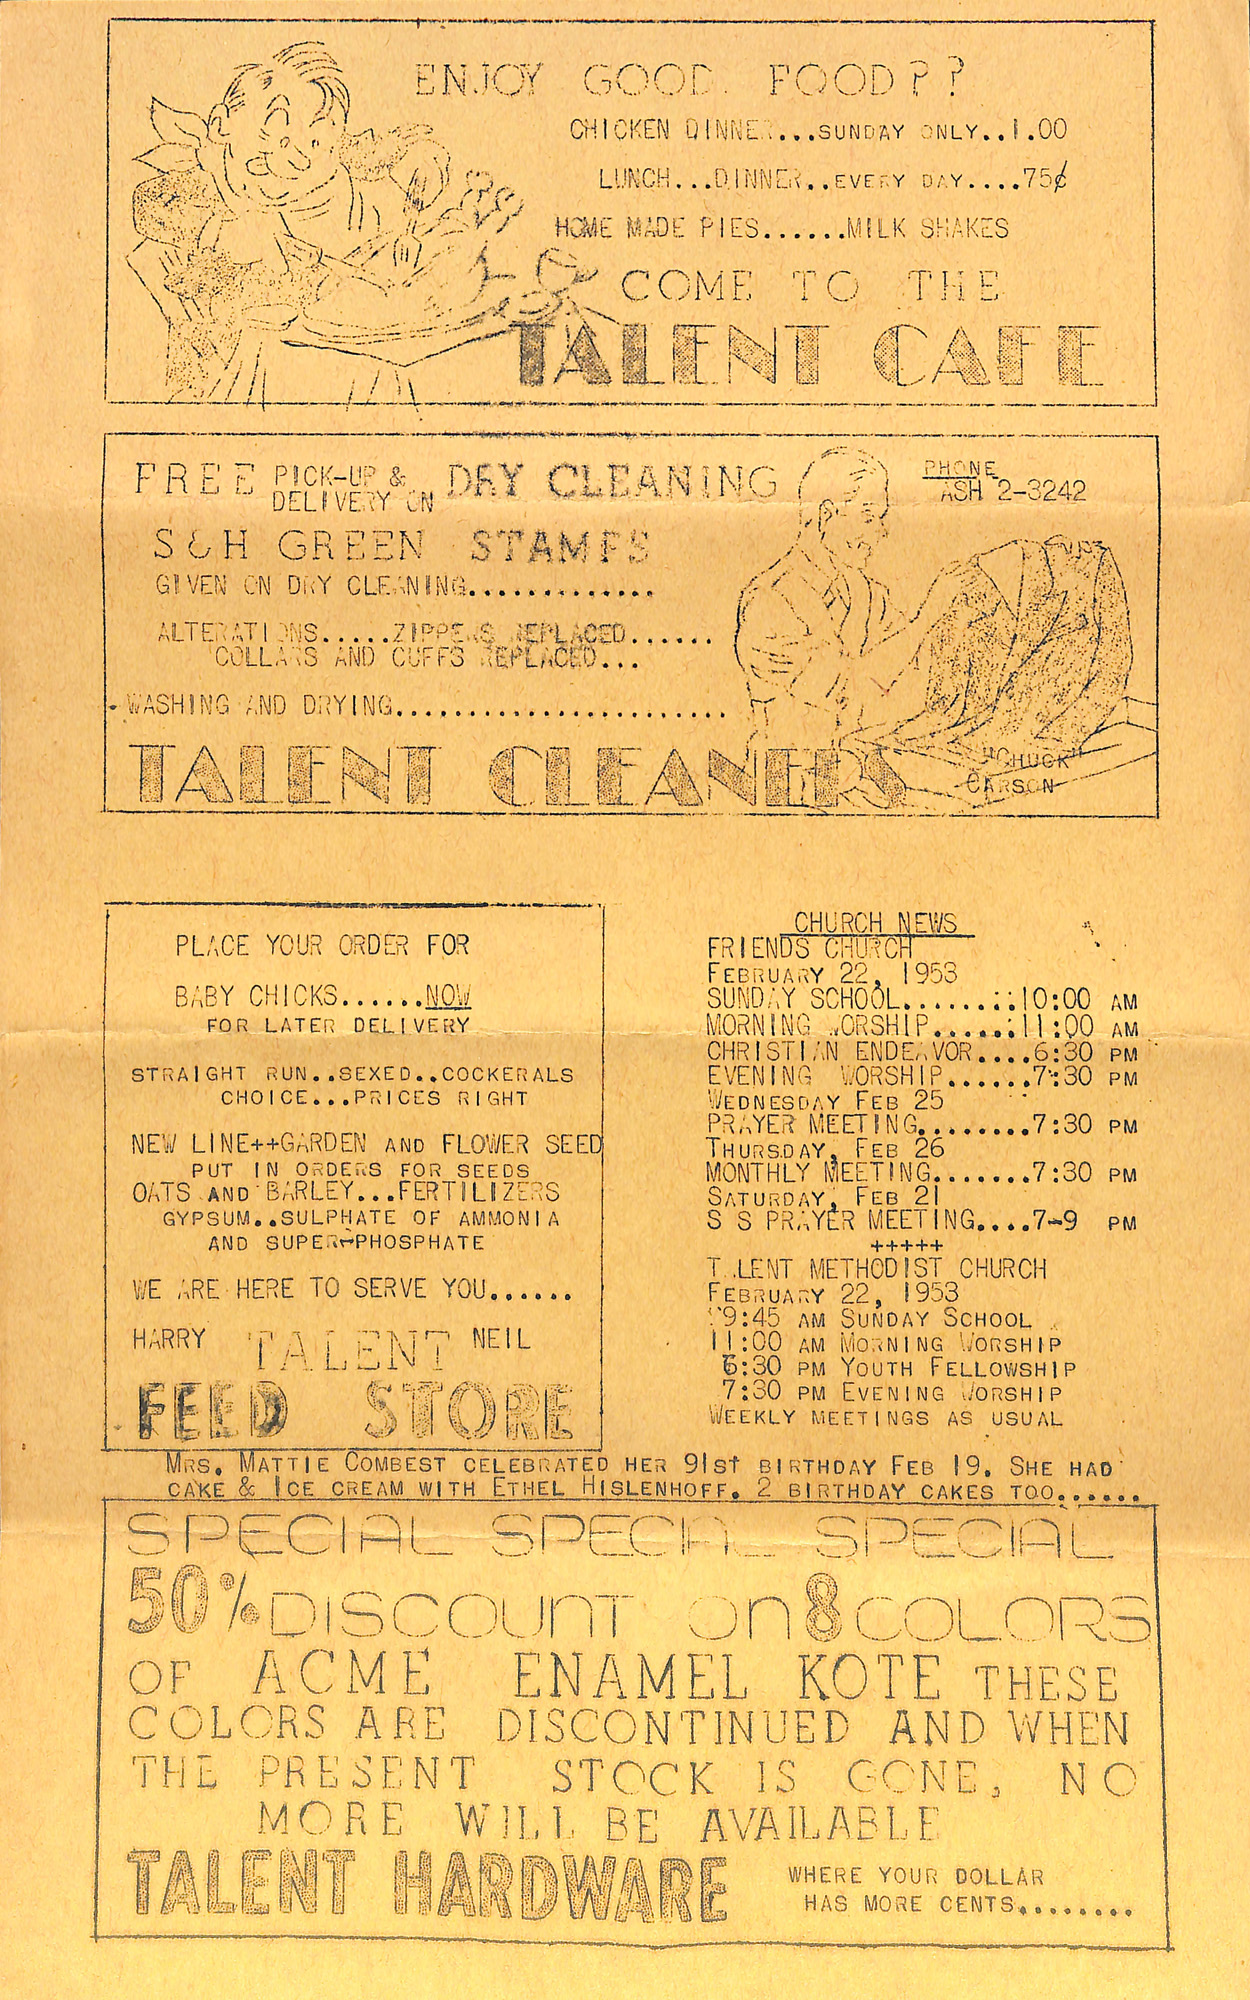 ENJOY GOOD FOOD??
CHICKEN DINNER...SUNDAY ONLY..1.00
LUNCH...DINNER..EVERY DAY....75¢
HOME MADE PIES......MILK SHAKES
COME TO THE
TALENT CAFE
FREE PICK-UP & DELIVERY ON DRY CLEANING
PHONE
ASH 2-3242
S&H GREEN STAMPS
GIVEN ON DRY CLEANING.............
ALTERATIONS.....ZIPPERS REPLACED......
COLLARS AND CUFFS REPLACED...
WASHING AND DRYING.......................
TALENT CLEANERS
"CHUCK"
CARSON
PLACE YOUR ORDER FOR
BABY CHICKS......NOW
FOR LATER DELIVERY
STRAIGHT RUN..SEXED..COCKERALS
CHOICE...PRICES RIGHT
NEW LINE++GARDEN AND FLOWER SEED
PUT IN ORDERS FOR SEEDS
OATS AND BARLEY...FERTILIZERS
GYPSUM..SULPHATE OF AMMONIA
AND SUPER-PHOSPHATE
WE ARE HERE TO SERVE YOU......
HARRY TALENT NEIL
FEED STORE
CHURCH NEWS
FRIENDS CHURCH
FEBRUARY 22, 1953
SUNDAY SCHOOL.......::10:00 AM
MORNING WORSHIP......:11:00 AM
CHRISTIAN ENDEAVOR....6:30 PM
EVENING WORSHIP......7:30 PM
WEDNESDAY FEB 25
PRAYER MEETING........7:30 PM
THURSDAY, FEB 26
MONTHLY MEETING.......7:30 PM
SATURDAY, FEB 21
S S PRAYER MEETING....7-9 PM
+++++
TALENT METHODIST CHURCH
FEBRUARY 22, 1953
9:45 AM SUNDAY SCHOOL
11:00 AM MORNING WORSHIP
6:30 PM YOUTH FELLOWSHIP
7:30 PM EVENING WORSHIP
WEEKLY MEETINGS AS USUAL
MRS. MATTIE COMBEST CELEBRATED HER 91st BIRTHDAY FEB 19. SHE HAD
CAKE & ICE CREAM WITH ETHEL HISLENHOFF. 2 BIRTHDAY CAKES TOO......
SPECIAL SPECIAL SPECIAL
50% DISCOUNT On 8 COLORS
OF ACME ENAMEL KOTE THESE
COLORS ARE DISCONTINUED AND WHEN
THE PRESENT STOCK IS GONE, NO
MORE WILL BE AVAILABLE
TALENT HARDWARE
WHERE YOUR DOLLAR
HAS MORE CENTS........